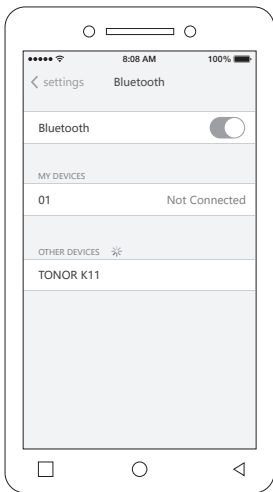 8:08 AM 100%
settings Bluetooth
Bluetooth
MY DEVICES
01 Not Connected
OTHER DEVICES
TONOR K11